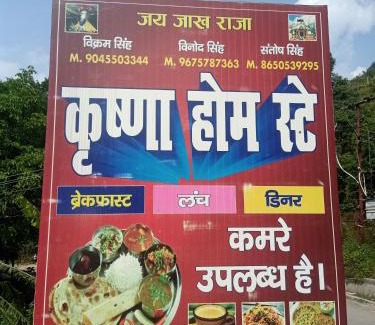 जय जाख राजा
विक्रम सिंह विनोद सिंह संतोष सिंह
M. 9045503344 M. 9675787363 M. 8650539295
कृष्णा होम स्टे
ब्रेकफास्ट लंच डिनर
कमरे
उपलब्ध है।